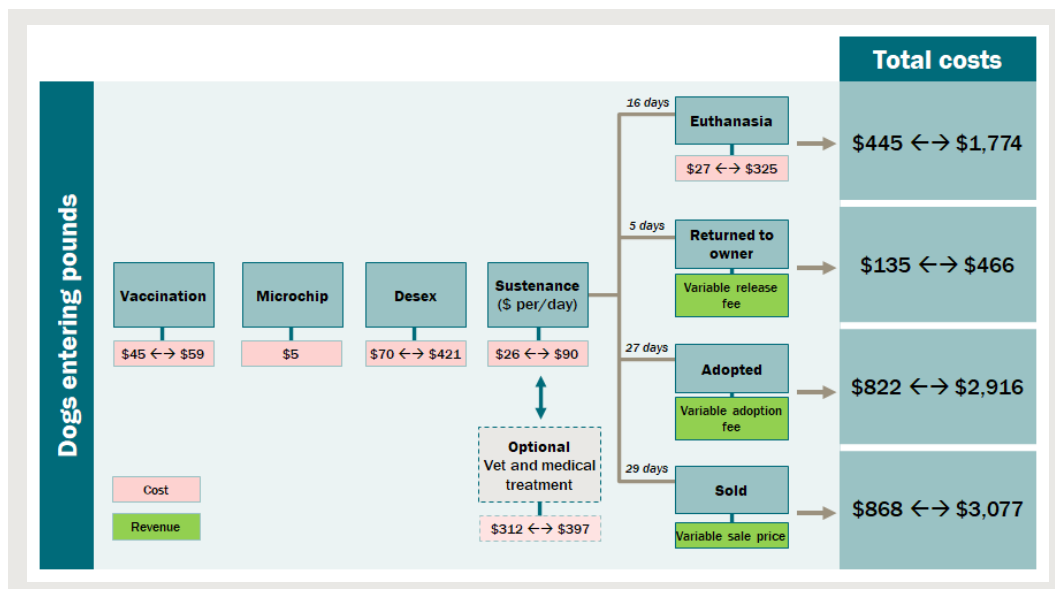 Total costs
Dogs entering pounds
Vaccination
$45 ←→ $59
Microchip
$5
Desex
$70 ←→ $421
Sustenance
($ per/day)
$26 ←→ $90
Optional
Vet and medical
treatment
$312 ←→ $397
Cost
Revenue
16 days
Euthanasia
$27 ←→ $325
$445 ←→ $1,774
5 days
Returned to
owner
Variable release
fee
$135 ←→ $466
27 days
Adopted
Variable adoption
fee
$822 ←→ $2,916
29 days
Sold
Variable sale price
$868 ←→ $3,077